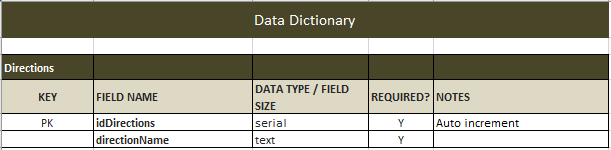 Data Dictionary
Directions
KEY FIELD NAME DATA TYPE / FIELD SIZE REQUIRED? NOTES
PK idDirections serial Y Auto increment
directionName text Y